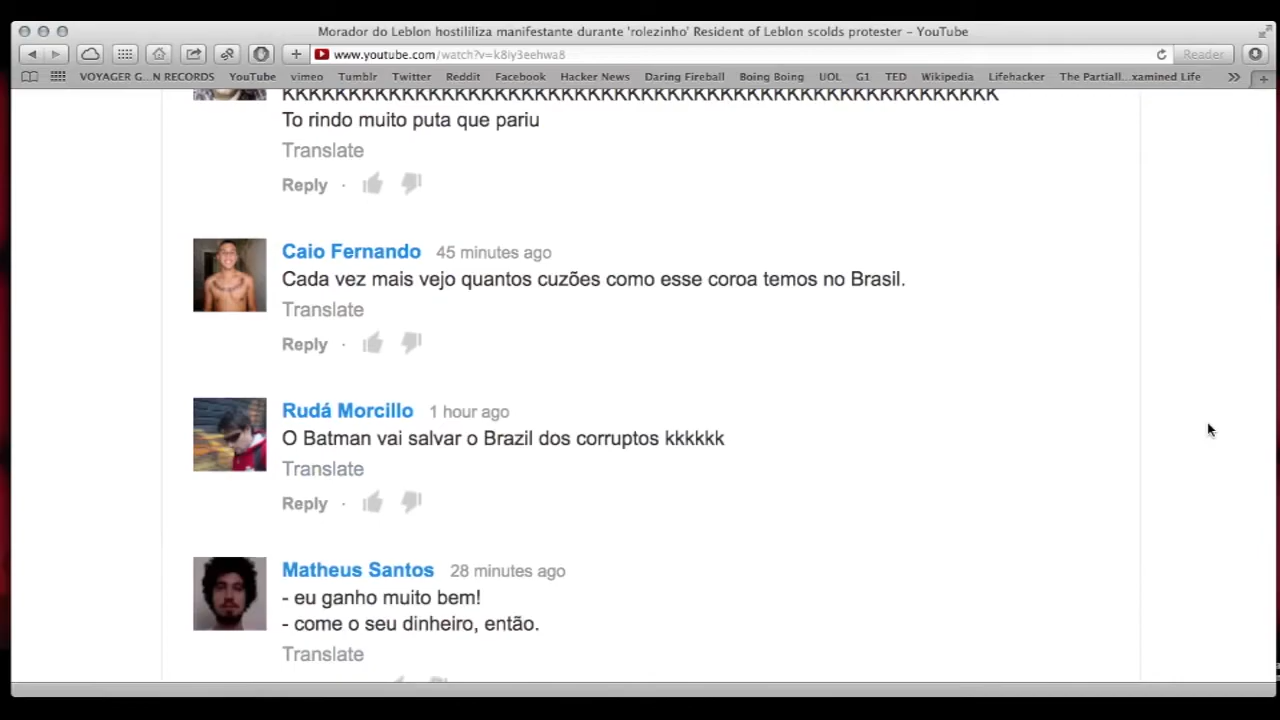 Morador do Leblon hostililiza manifestante durante 'rolezinho' Resident of Leblon scolds protester – YouTube
www.youtube.com/watch?v=k8iy3eehwa8
Reader
VOYAGER G...N RECORDS YouTube vimeo Tumblr Twitter Reddit Facebook Hacker News Daring Fireball Boing Boing UOL G1 TED Wikipedia Lifehacker The Partiall...xamined Life
To rindo muito puta que pariu
Translate
Reply ·
Caio Fernando 45 minutes ago
Cada vez mais vejo quantos cuzões como esse coroa temos no Brasil.
Translate
Reply ·
Rudá Morcillo 1 hour ago
O Batman vai salvar o Brazil dos corruptos kkkkkk
Translate
Reply ·
Matheus Santos 28 minutes ago
- eu ganho muito bem!
- come o seu dinheiro, então.
Translate